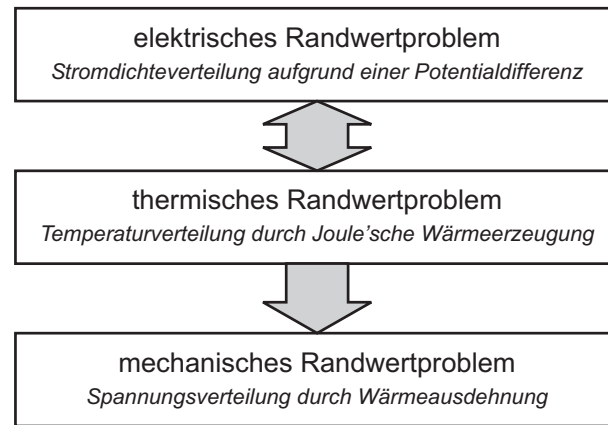 elektrisches Randwertproblem
Stromdichteverteilung aufgrund einer Potentialdifferenz
thermisches Randwertproblem
Temperaturverteilung durch Joule'sche Wärmeerzeugung
mechanisches Randwertproblem
Spannungsverteilung durch Wärmeausdehnung